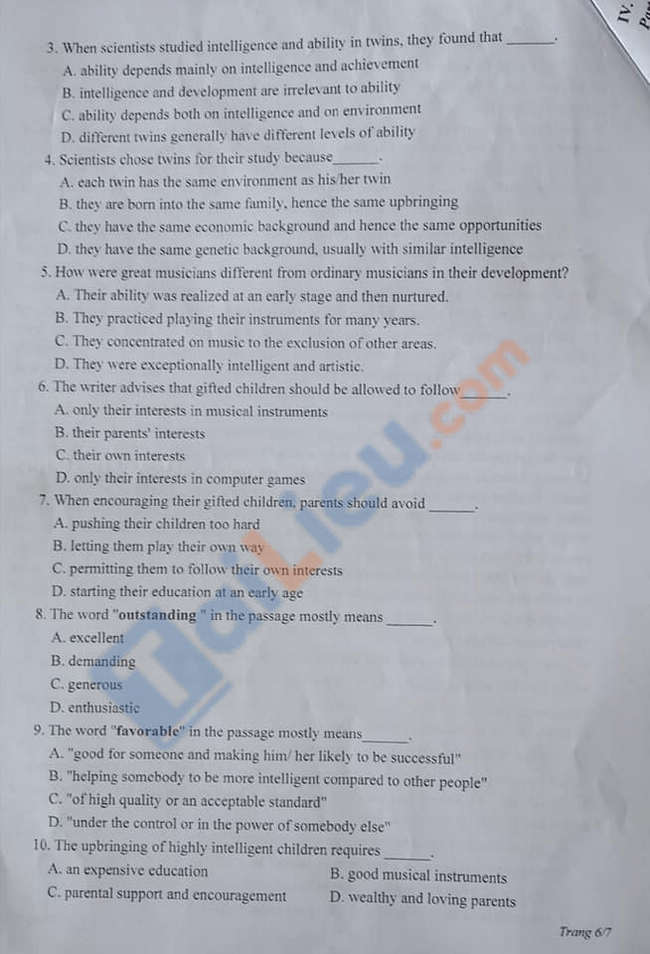 IV.
3. When scientists studied intelligence and ability in twins, they found that ______.
A. ability depends mainly on intelligence and achievement
B. intelligence and development are irrelevant to ability
C. ability depends both on intelligence and on environment
D. different twins generally have different levels of ability
4. Scientists chose twins for their study because______.
A. each twin has the same environment as his/her twin
B. they are born into the same family, hence the same upbringing
C. they have the same economic background and hence the same opportunities
D. they have the same genetic background, usually with similar intelligence
5. How were great musicians different from ordinary musicians in their development?
A. Their ability was realized at an early stage and then nurtured.
B. They practiced playing their instruments for many years.
C. They concentrated on music to the exclusion of other areas.
D. They were exceptionally intelligent and artistic.
6. The writer advises that gifted children should be allowed to follow______.
A. only their interests in musical instruments
B. their parents' interests
C. their own interests
D. only their interests in computer games
7. When encouraging their gifted children, parents should avoid ______.
A. pushing their children too hard
B. letting them play their own way
C. permitting them to follow their own interests
D. starting their education at an early age
8. The word "outstanding " in the passage mostly means ______.
A. excellent
B. demanding
C. generous
D. enthusiastic
9. The word "favorable" in the passage mostly means______.
A. "good for someone and making him/ her likely to be successful"
B. "helping somebody to be more intelligent compared to other people"
C. "of high quality or an acceptable standard"
D. "under the control or in the power of somebody else"
10. The upbringing of highly intelligent children requires ______.
A. an expensive education B. good musical instruments
C. parental support and encouragement D. wealthy and loving parents
Trang 6/7
TaiLieu.com